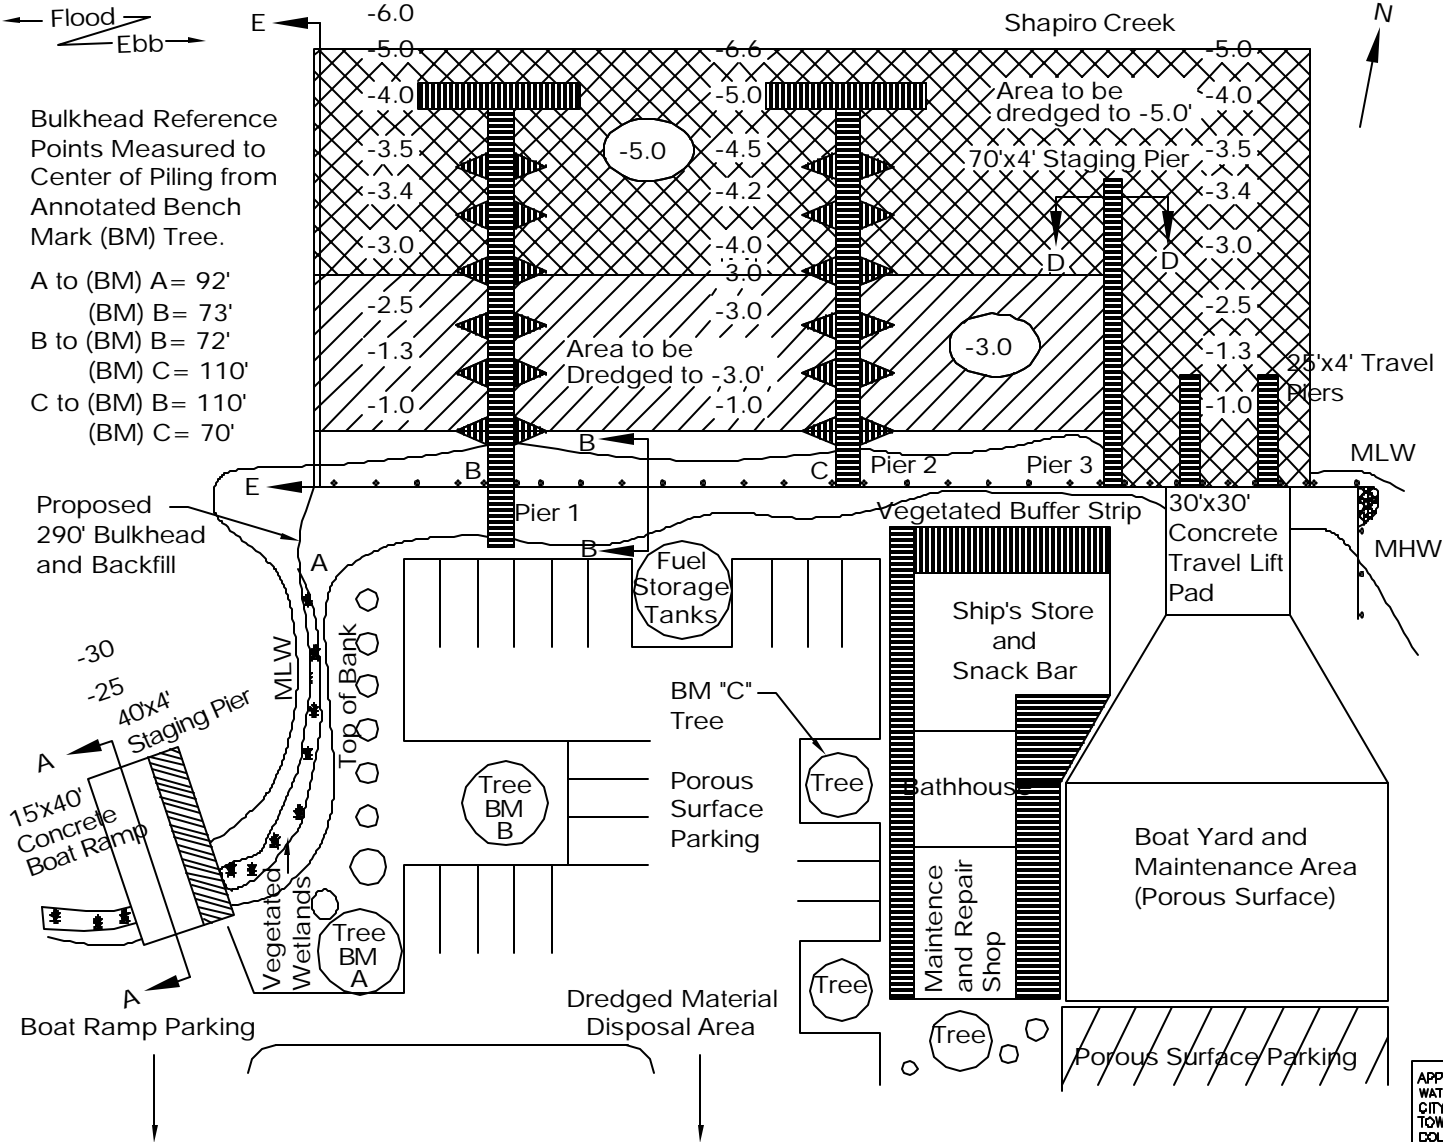 Flood
Ebb
E
-6.0
Shapiro Creek
N
-5.0
-6.6
-5.0
-4.0
-5.0
Area to be
dredged to -5.0'
-4.0
Bulkhead Reference
Points Measured to
Center of Piling from
Annotated Bench
Mark (BM) Tree.
-3.5
-5.0
-4.5
70'x4' Staging Pier
-3.5
-3.4
-4.2
-3.4
-3.0
-4.0
-3.0
D
D
3.0
A to (BM) A= 92'
(BM) B= 73'
B to (BM) B= 72'
(BM) C= 110'
C to (BM) B= 110'
(BM) C= 70'
-2.5
-3.0
-2.5
-1.3
Area to be
Dredged to -3.0'
-3.0
-1.3
25'x4' Travel
Piers
-1.0
-1.0
-1.0
B
B
C
Pier 2
Pier 3
MLW
E
Proposed
290' Bulkhead
and Backfill
Pier 1
Vegetated Buffer Strip
30'x30'
Concrete
Travel Lift
Pad
MHW
B
A
Fuel
Storage
Tanks
Ship's Store
and
Snack Bar
MLW
Top of Bank
-30
-25
40'x4'
Staging Pier
A
15'x40'
Concrete
Boat Ramp
BM "C"
Tree
Tree
BM
B
Porous
Surface
Parking
Tree
Bathhouse
Boat Yard and
Maintenance Area
(Porous Surface)
Vegetated
Wetlands
Tree
BM
A
Maintence
and Repair
Shop
Tree
A
Boat Ramp Parking
Dredged Material
Disposal Area
Tree
Porous Surface Parking
APP
WAT
CITY
TOW
COU